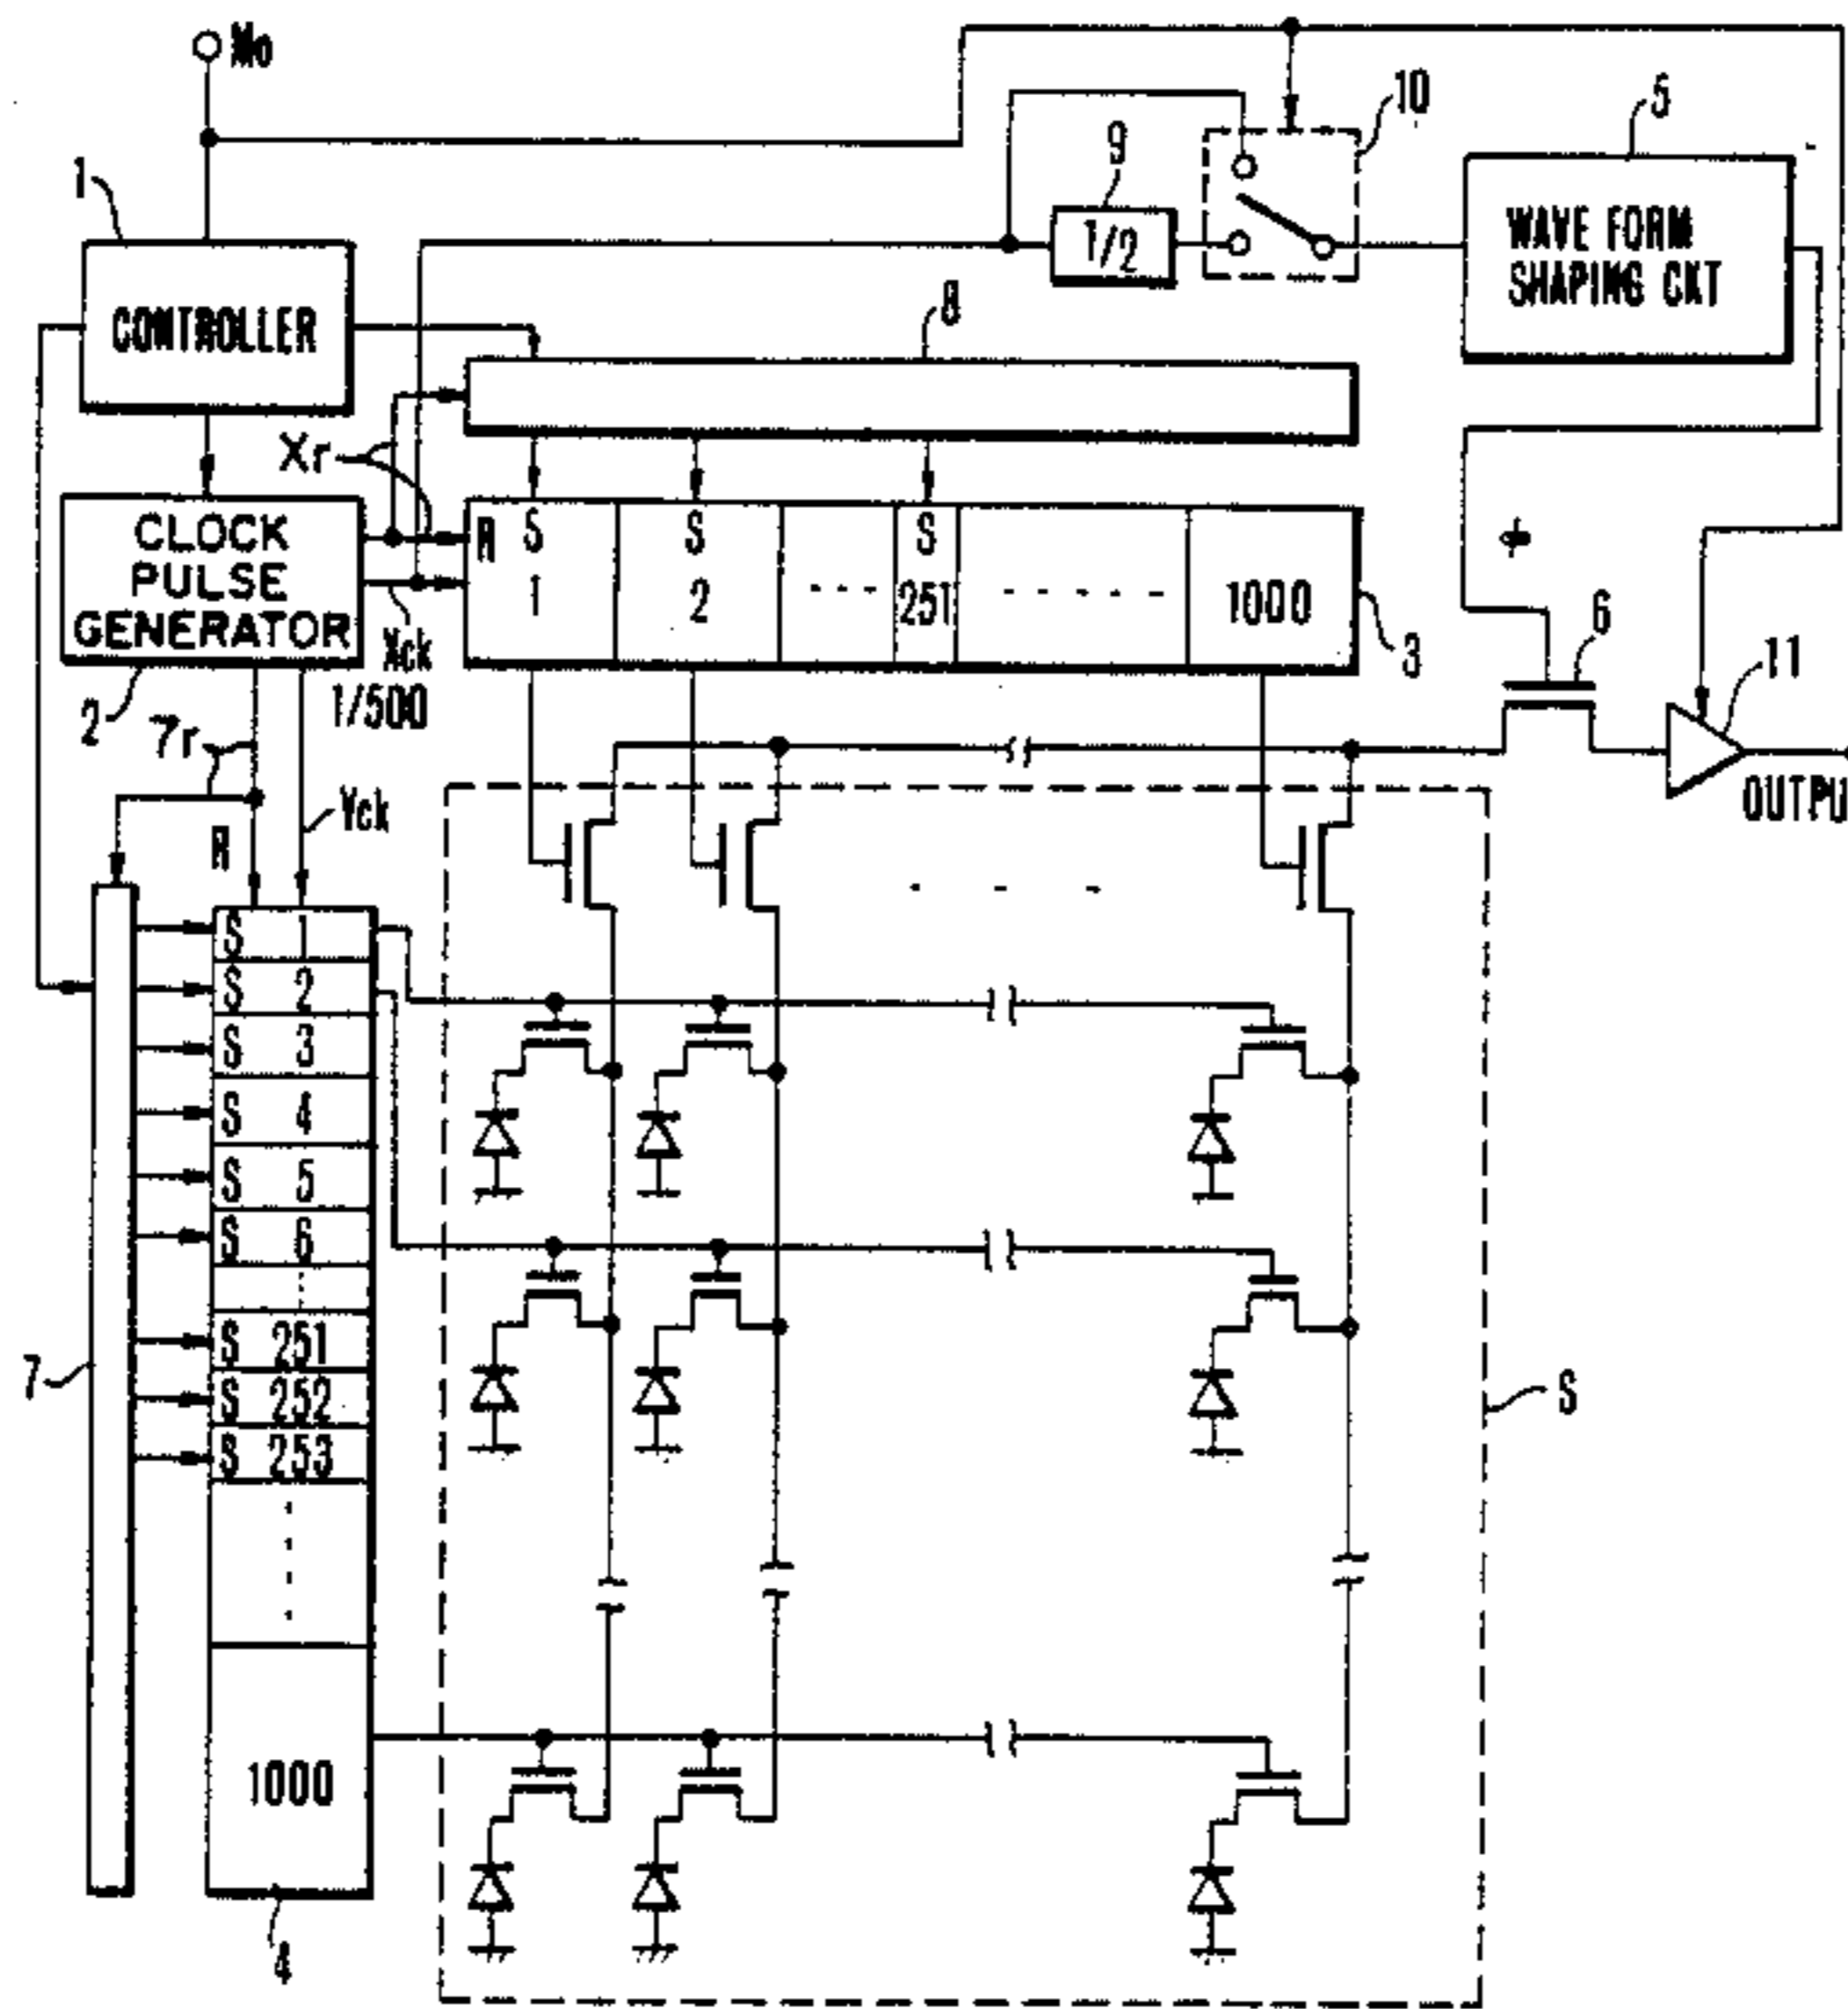 Mo
10
5
1
9
1/2
WAVE FORM
SHAPING CKT
CONTROLLER
8
Xr
CLOCK
PULSE
GENERATOR
R
S
S
S
1
2
251
1000
ϕ
Xck
1/500
3
6
11
2
7r
Yck
OUTPU
R
S 1
S 2
S 3
S 4
S 5
S 6
S 251
S 252
S 253
7
S
1000
4